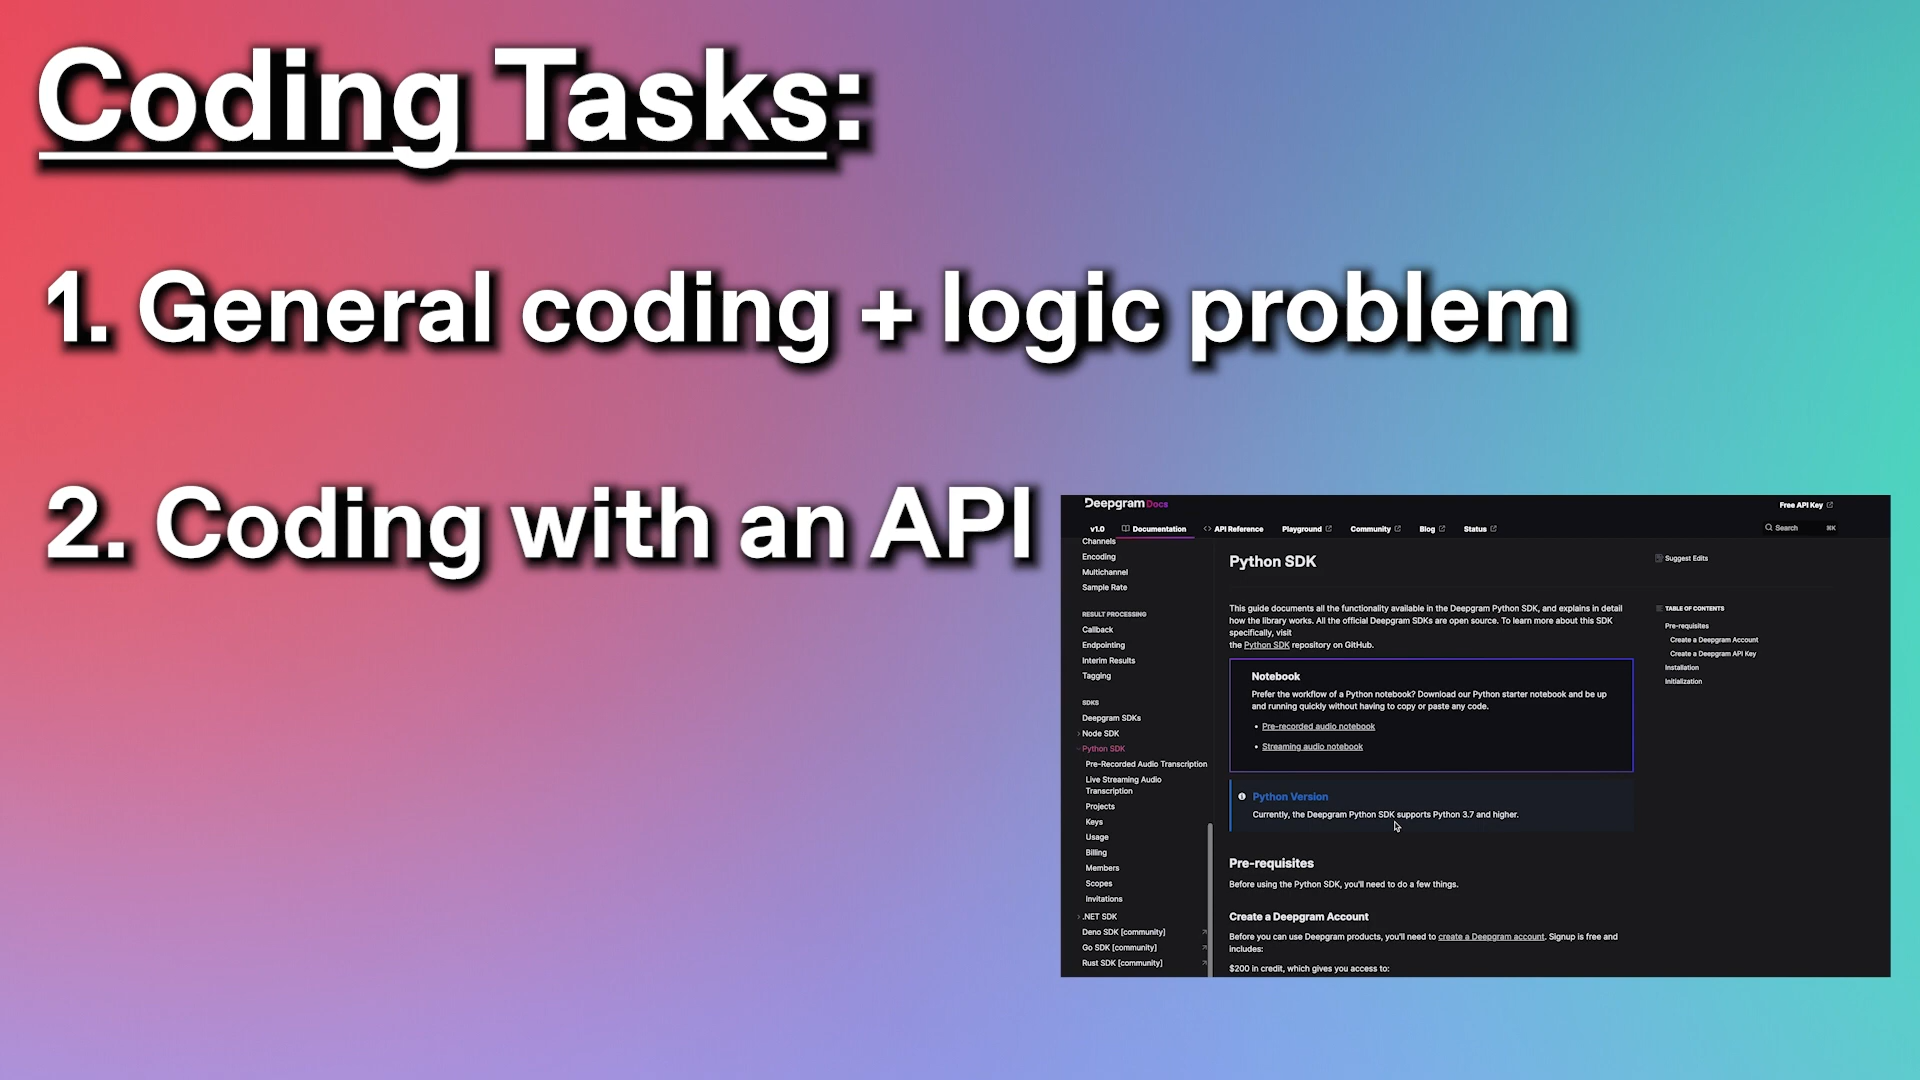 Coding Tasks:
1. General coding + logic problem
2. Coding with an API
Deepgram Docs
Free API Key
v1.0 Documentation API Reference Playground Community Blog Status Search ⌘K
Channels
Encoding
Multichannel
Sample Rate
RESULT PROCESSING
Callback
Endpointing
Interim Results
Tagging
SDKS
Deepgram SDKs
Node SDK
Python SDK
Pre-Recorded Audio Transcription
Live Streaming Audio
Transcription
Projects
Keys
Usage
Billing
Members
Scopes
Invitations
.NET SDK
Deno SDK [community]
Go SDK [community]
Rust SDK [community]
Python SDK
This guide documents all the functionality available in the Deepgram Python SDK, and explains in detail
how the library works. All the official Deepgram SDKs are open source. To learn more about this SDK
specifically, visit
the Python SDK repository on GitHub.
Notebook
Prefer the workflow of a Python notebook? Download our Python starter notebook and be up
and running quickly without having to copy or paste any code.
• Pre-recorded audio notebook
• Streaming audio notebook
Python Version
Currently, the Deepgram Python SDK supports Python 3.7 and higher.
Pre-requisites
Before using the Python SDK, you'll need to do a few things.
Create a Deepgram Account
Before you can use Deepgram products, you'll need to create a Deepgram account. Signup is free and
includes:
$200 in credit, which gives you access to:
Suggest Edits
TABLE OF CONTENTS
Pre-requisites
Create a Deepgram Account
Create a Deepgram API Key
Installation
Initialization